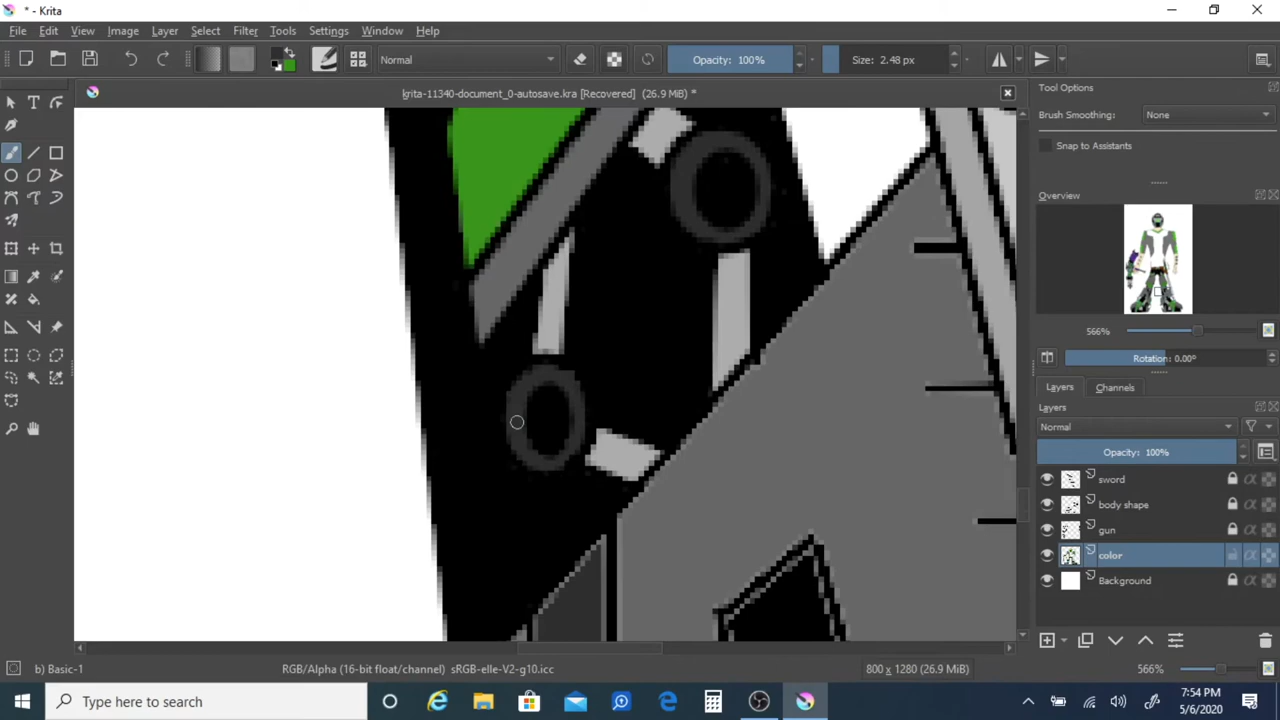 * - Krita
File Edit View Image Layer Select Filter Tools Settings Window Help
Normal Opacity: 100% Size: 2.48 px
krita-11340-document_0-autosave.kra [Recovered] (26.9 MiB) *
Tool Options
Brush Smoothing: None
Snap to Assistants
Overview
566%
Rotation: 0.00°
Layers Channels
Layers
Normal
Opacity: 100%
sword
body shape
gun
color
Background
b) Basic-1 RGB/Alpha (16-bit float/channel) sRGB-elle-V2-g10.icc 800 x 1280 (26.9 MiB) 566%
Type here to search
7:54 PM
5/6/2020